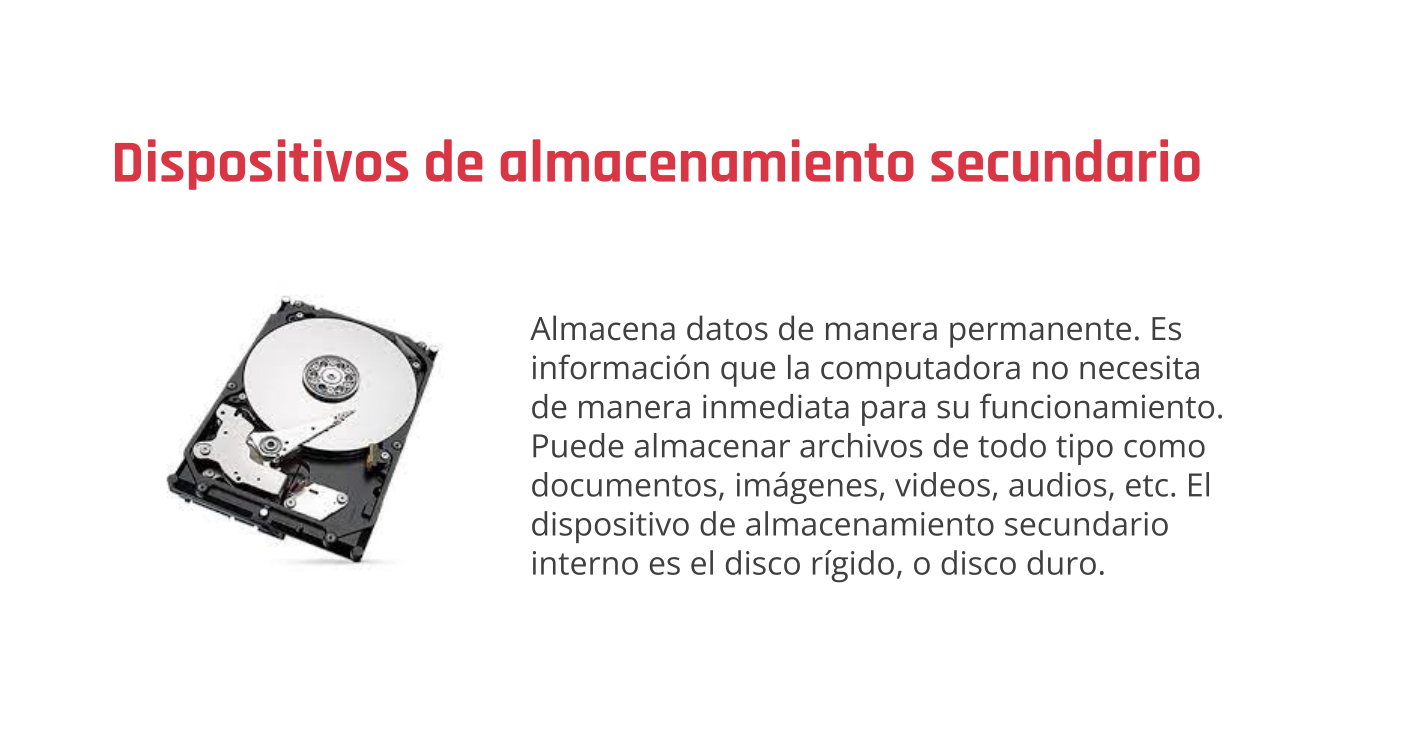 Dispositivos de almacenamiento secundario
Almacena datos de manera permanente. Es
información que la computadora no necesita
de manera inmediata para su funcionamiento.
Puede almacenar archivos de todo tipo como
documentos, imágenes, videos, audios, etc. El
dispositivo de almacenamiento secundario
interno es el disco rígido, o disco duro.